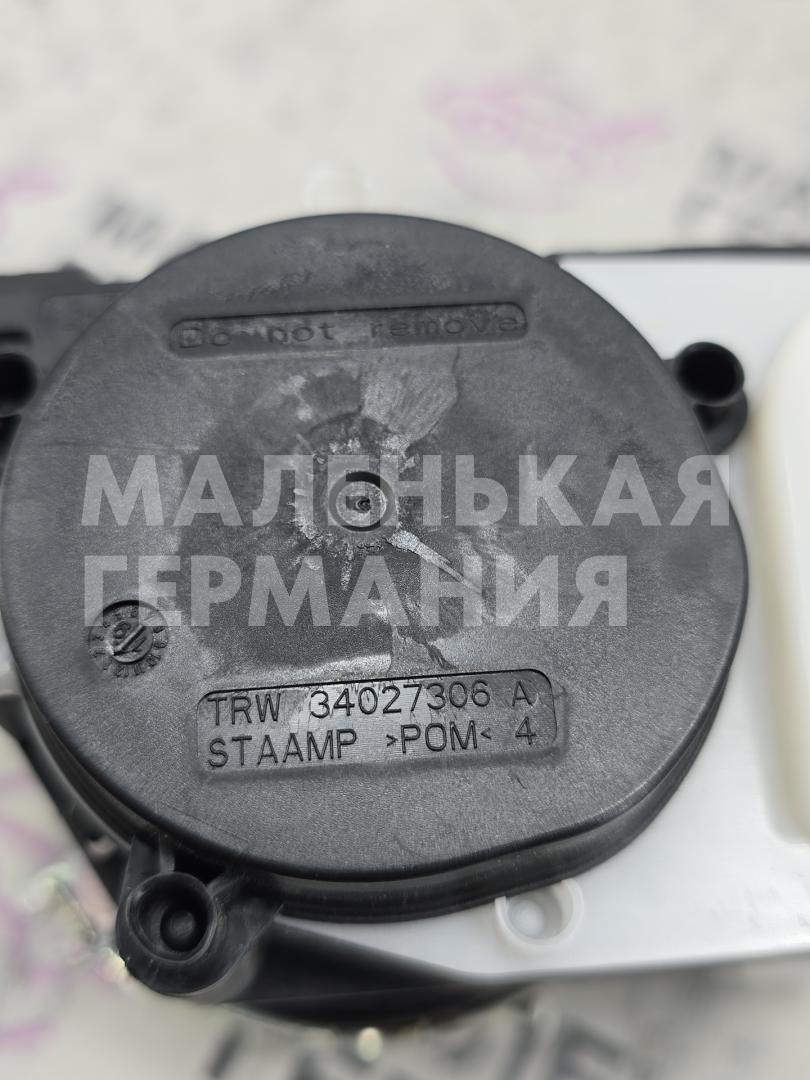 Do not remove
МАЛЕНЬКАЯ
ГЕРМАНИЯ
TRW 34027306 A
STAAMP >POM< 4